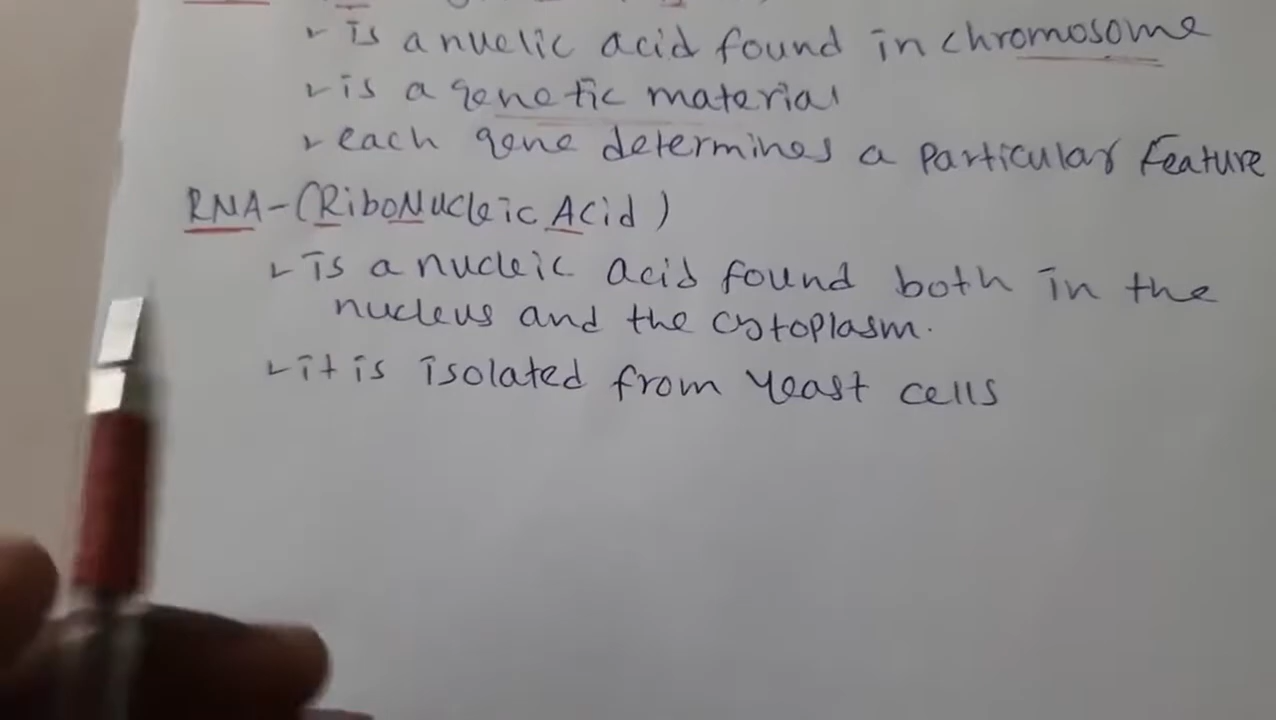 is a nuelic acid found in chromosome
is a genetic material
each gene determines a particular Feature
RNA-(RiboNucleic Acid)
is a nucleic acid found both in the
nucleus and the cytoplasm.
it is isolated from yeast cells